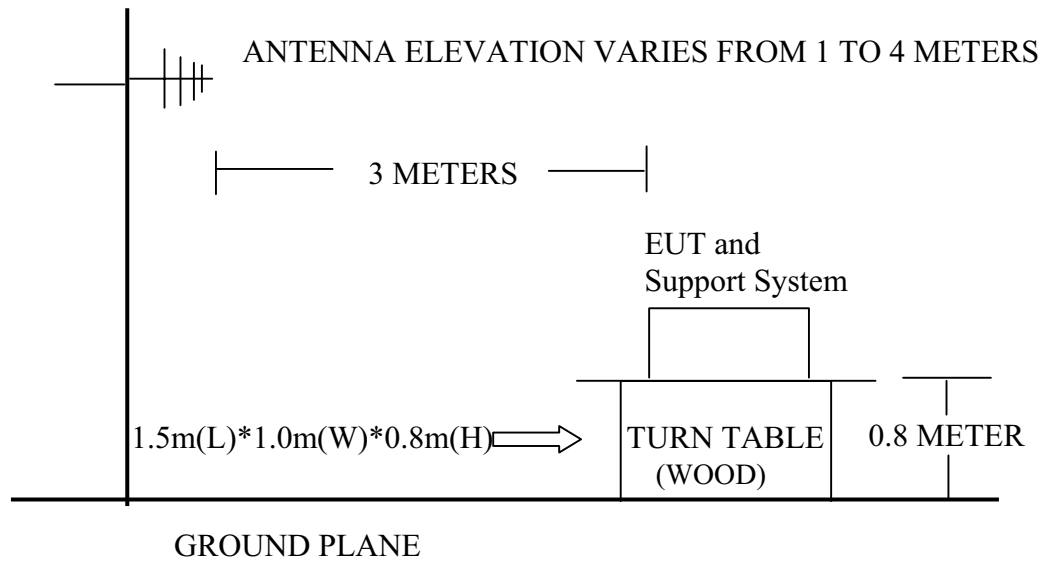 ANTENNA ELEVATION VARIES FROM 1 TO 4 METERS
3 METERS
EUT and
Support System
1.5m(L)*1.0m(W)*0.8m(H)
TURN TABLE
(WOOD)
0.8 METER
GROUND PLANE